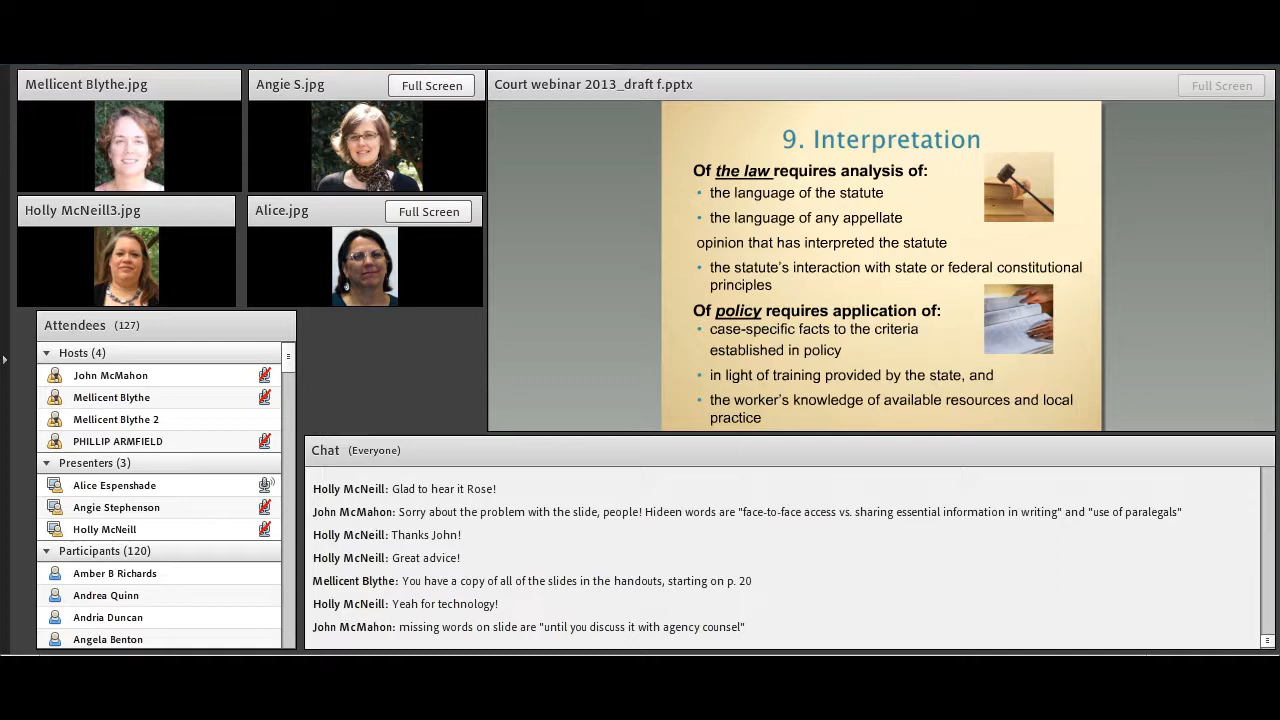 Mellicent Blythe.jpg
Angie S.jpg
Full Screen
Court webinar 2013_draft f.pptx
Full Screen
Holly McNeill3.jpg
Alice.jpg
Full Screen
9. Interpretation
Of the law requires analysis of:
• the language of the statute
• the language of any appellate
opinion that has interpreted the statute
• the statute's interaction with state or federal constitutional
principles
Of policy requires application of:
• case-specific facts to the criteria
established in policy
• in light of training provided by the state, and
• the worker's knowledge of available resources and local
practice
Attendees (127)
Hosts (4)
John McMahon
Mellicent Blythe
Mellicent Blythe 2
PHILLIP ARMFIELD
Presenters (3)
Alice Espenshade
Angie Stephenson
Holly McNeill
Participants (120)
Amber B Richards
Andrea Quinn
Andria Duncan
Angela Benton
Chat (Everyone)
Holly McNeill: Glad to hear it Rose!
John McMahon: Sorry about the problem with the slide, people! Hideen words are "face-to-face access vs. sharing essential information in writing" and "use of paralegals"
Holly McNeill: Thanks John!
Holly McNeill: Great advice!
Mellicent Blythe: You have a copy of all of the slides in the handouts, starting on p. 20
Holly McNeill: Yeah for technology!
John McMahon: missing words on slide are "until you discuss it with agency counsel"